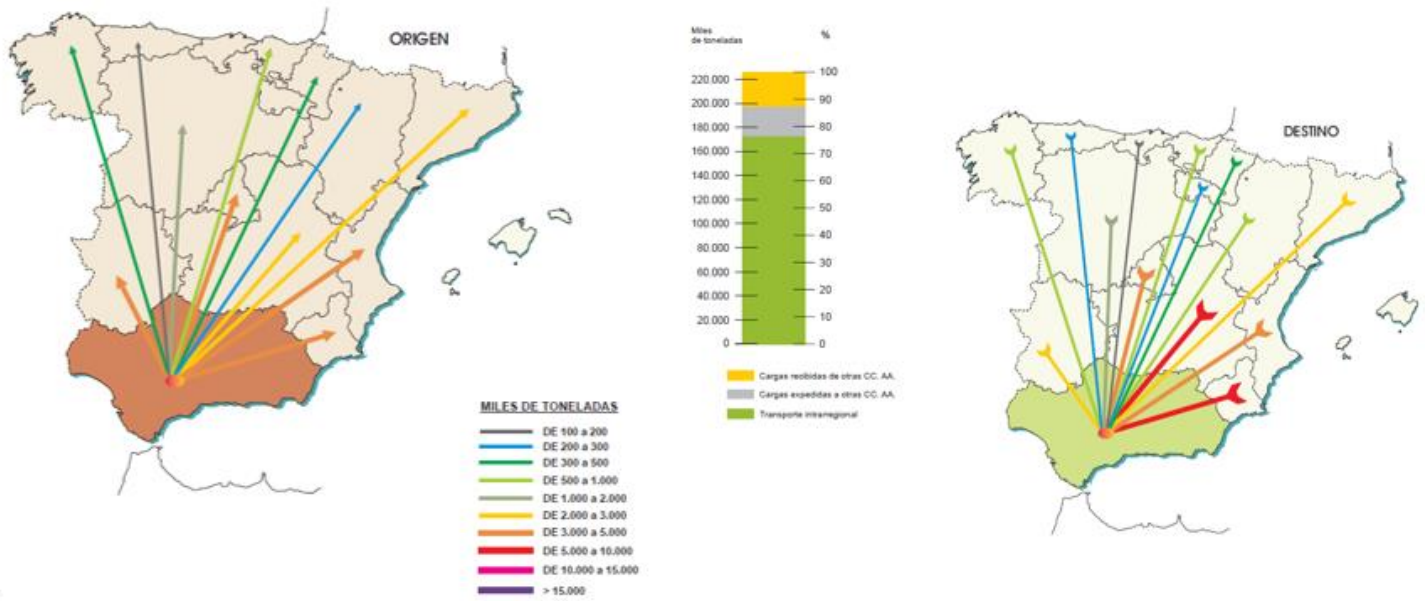 ORIGEN
MILES DE TONELADAS
DE 100 a 200
DE 200 a 300
DE 300 a 500
DE 500 a 1.000
DE 1.000 a 2.000
DE 2.000 a 3.000
DE 3.000 a 5.000
DE 5.000 a 10.000
DE 10.000 a 15.000
> 15.000
Miles
de toneladas
%
220.000
200.000
180.000
160.000
140.000
120.000
100.000
80.000
60.000
40.000
20.000
0
100
90
80
70
60
50
40
30
20
10
0
Cargas recibidas de otras CC. AA.
Cargas expedidas a otras CC. AA.
Transporte intrarregional
DESTINO